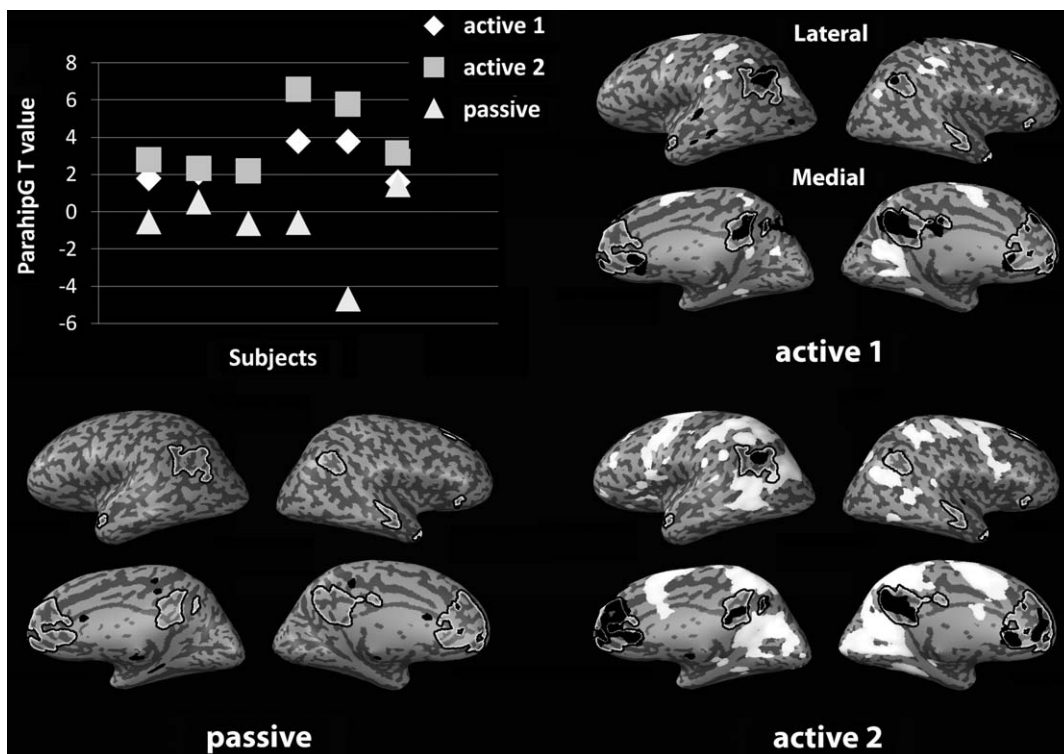 active 1
active 2
passive
ParahipG T value
8
6
4
2
0
-2
-4
-6
Subjects
Lateral
Medial
active 1
passive
active 2